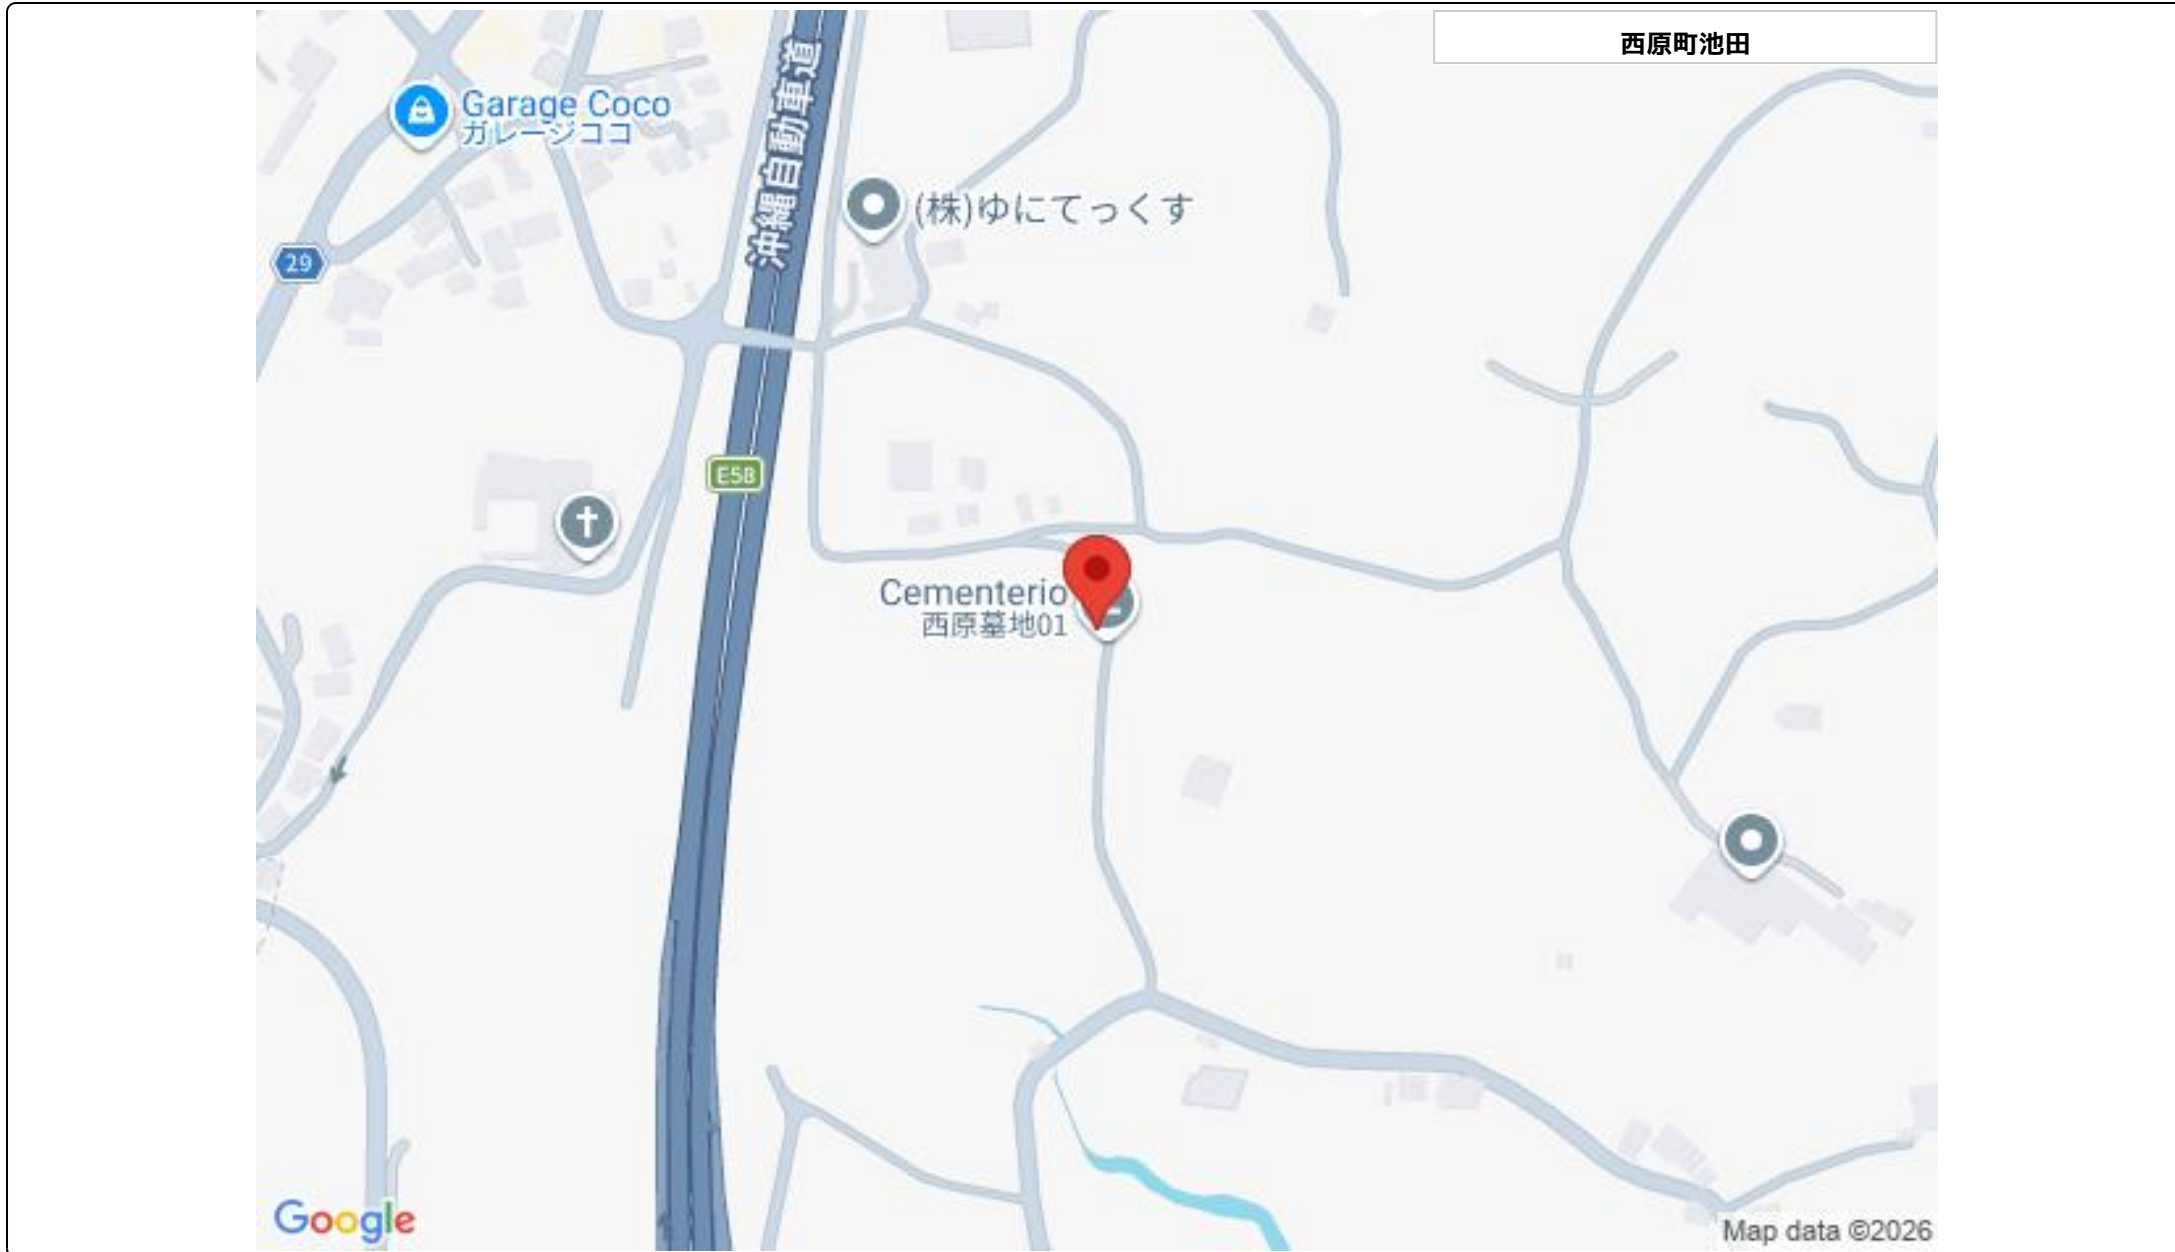 西原町池田
Garage Coco
ガレージココ
沖縄自動車道
(株)ゆにてっくす
29
E58
Cementerio
西原墓地01
Google
Map data ©2026